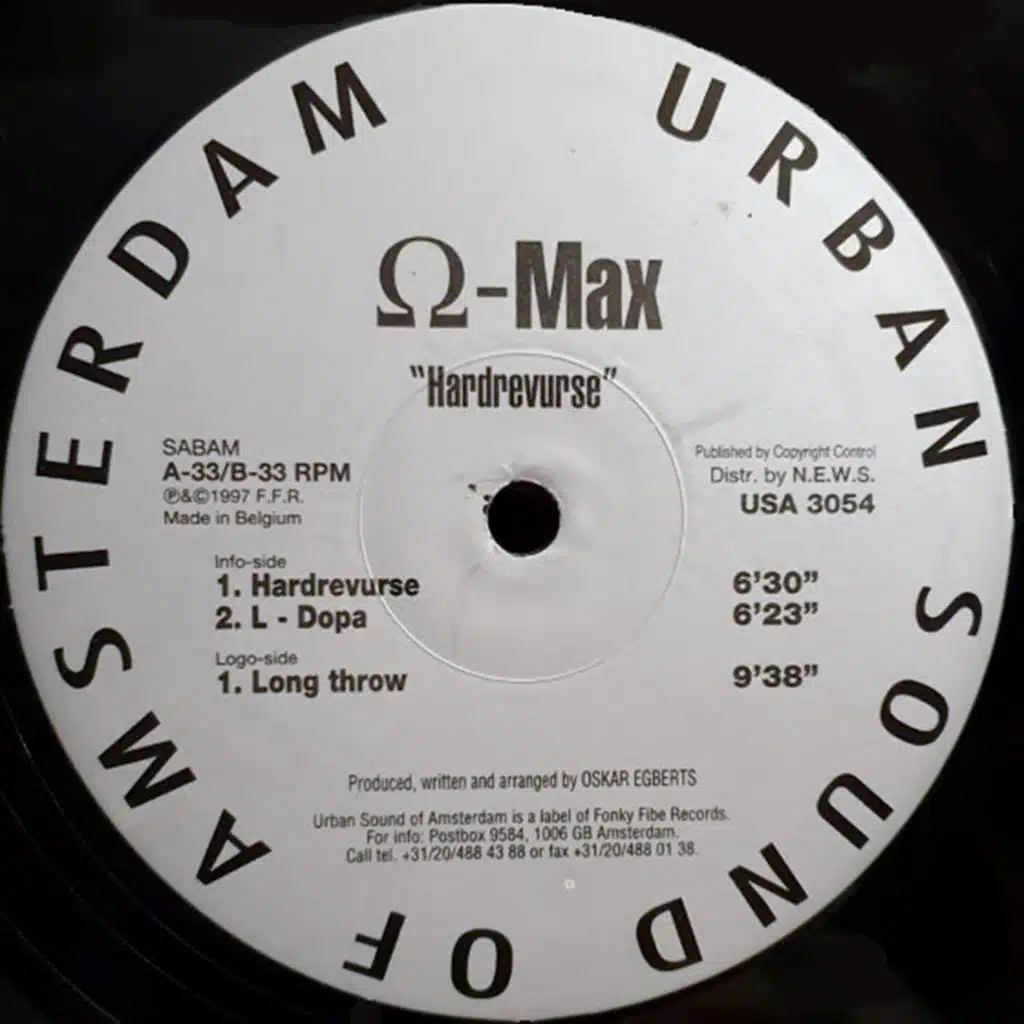 URBAN SOUND OF AMSTERDAM
Ω-Max
"Hardrevurse"
SABAM
A-33/B-33 RPM
℗&©1997 F.F.R.
Made in Belgium
Published by Copyright Control
Distr. by N.E.W.S.
USA 3054
Info-side
1. Hardrevurse 6'30"
2. L - Dopa 6'23"
Logo-side
1. Long throw 9'38"
Produced, written and arranged by OSKAR EGBERTS
Urban Sound of Amsterdam is a label of Fonky Fibe Records.
For info: Postbox 9584, 1006 GB Amsterdam.
Call tel. +31/20/488 43 88 or fax +31/20/488 01 38.